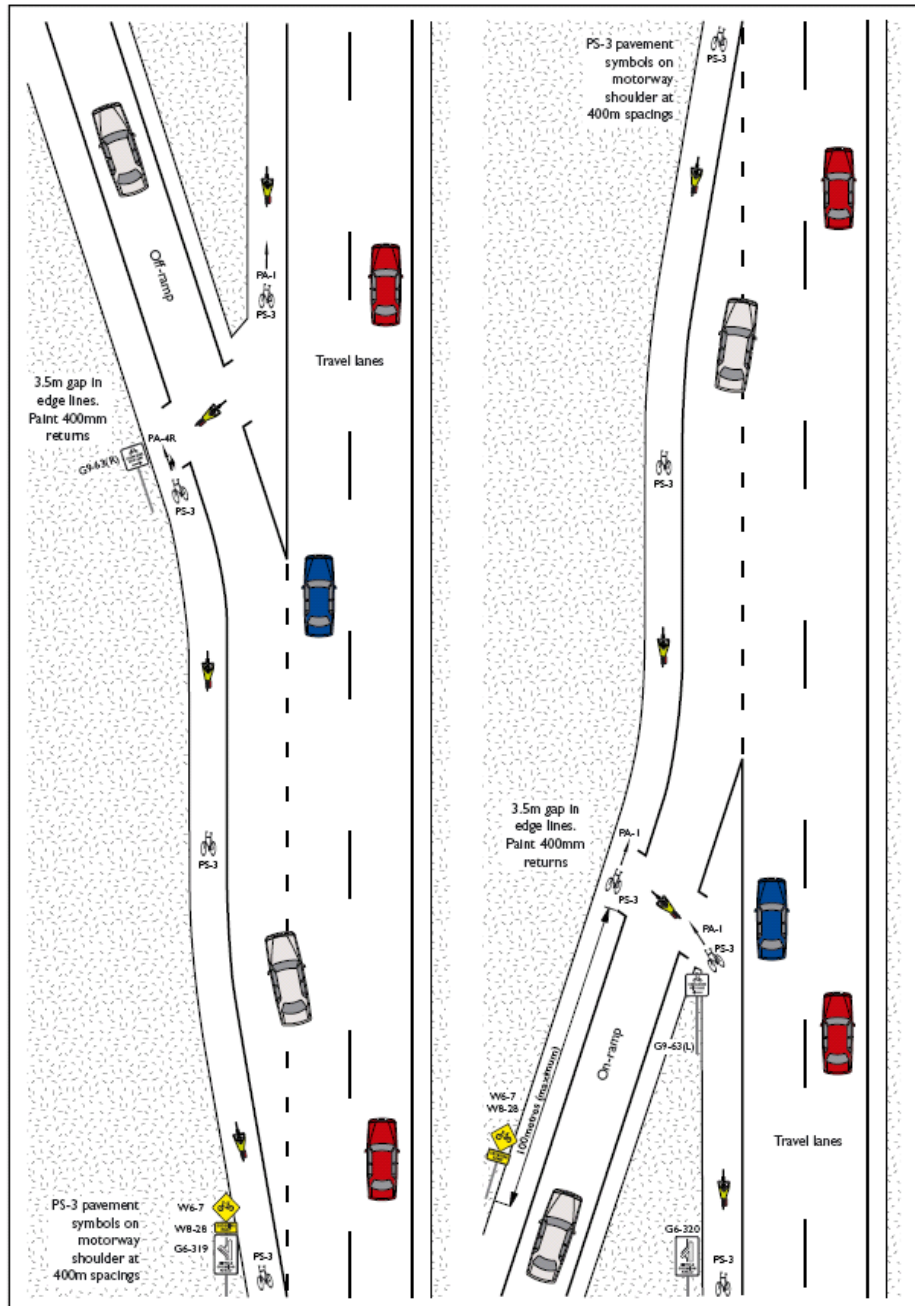 PS-3
PS-3 pavement
symbols on
motorway
shoulder at
400m spacings
Off-ramp
PA-1
PS-3
Travel lanes
3.5m gap in
edge lines.
Paint 400mm
returns
PA-4R
G9-63(R)
PS-3
PS-3
PS-3
W6-7
W8-28
G6-319
PS-3 pavement
symbols on
motorway
shoulder at
400m spacings
PS-3
3.5m gap in
edge lines.
Paint 400mm
returns
PA-1
PS-3
PA-1
PS-3
G9-63(L)
On-ramp
100metres (maximum)
W6-7
W8-28
Travel lanes
G6-320
PS-3